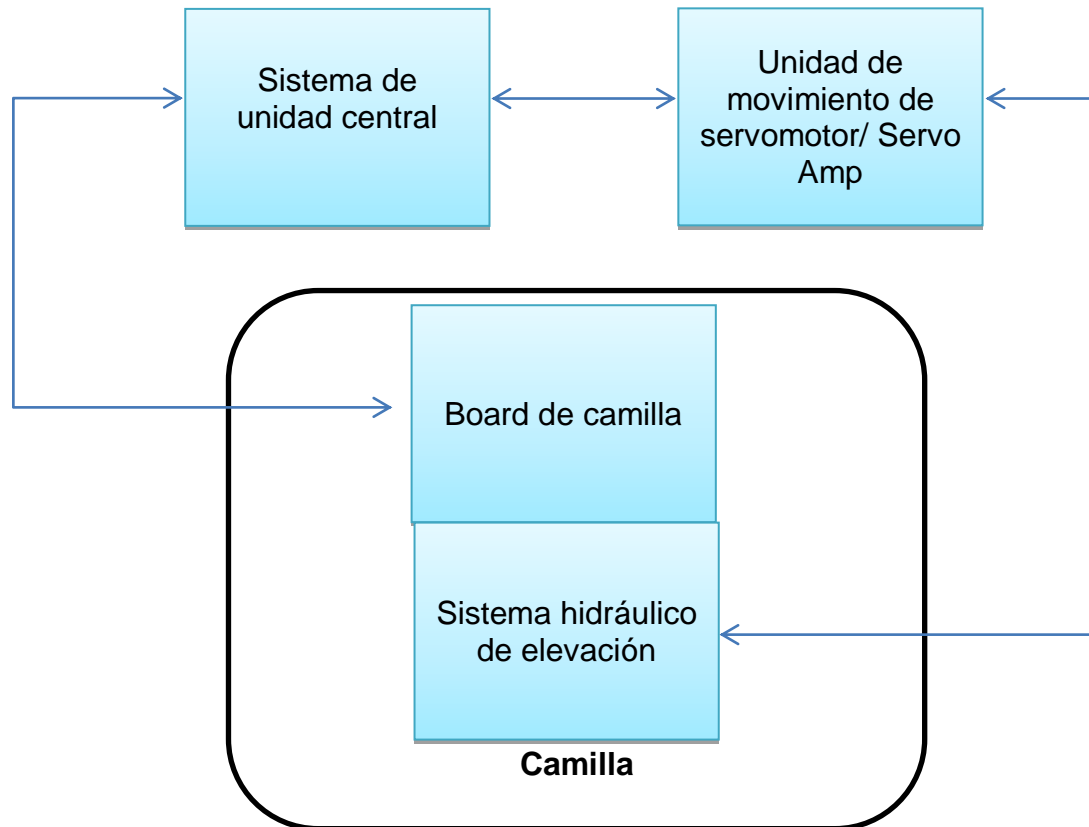 Sistema de
unidad central
Unidad de
movimiento de
servomotor/ Servo
Amp
Board de camilla
Sistema hidráulico
de elevación
Camilla